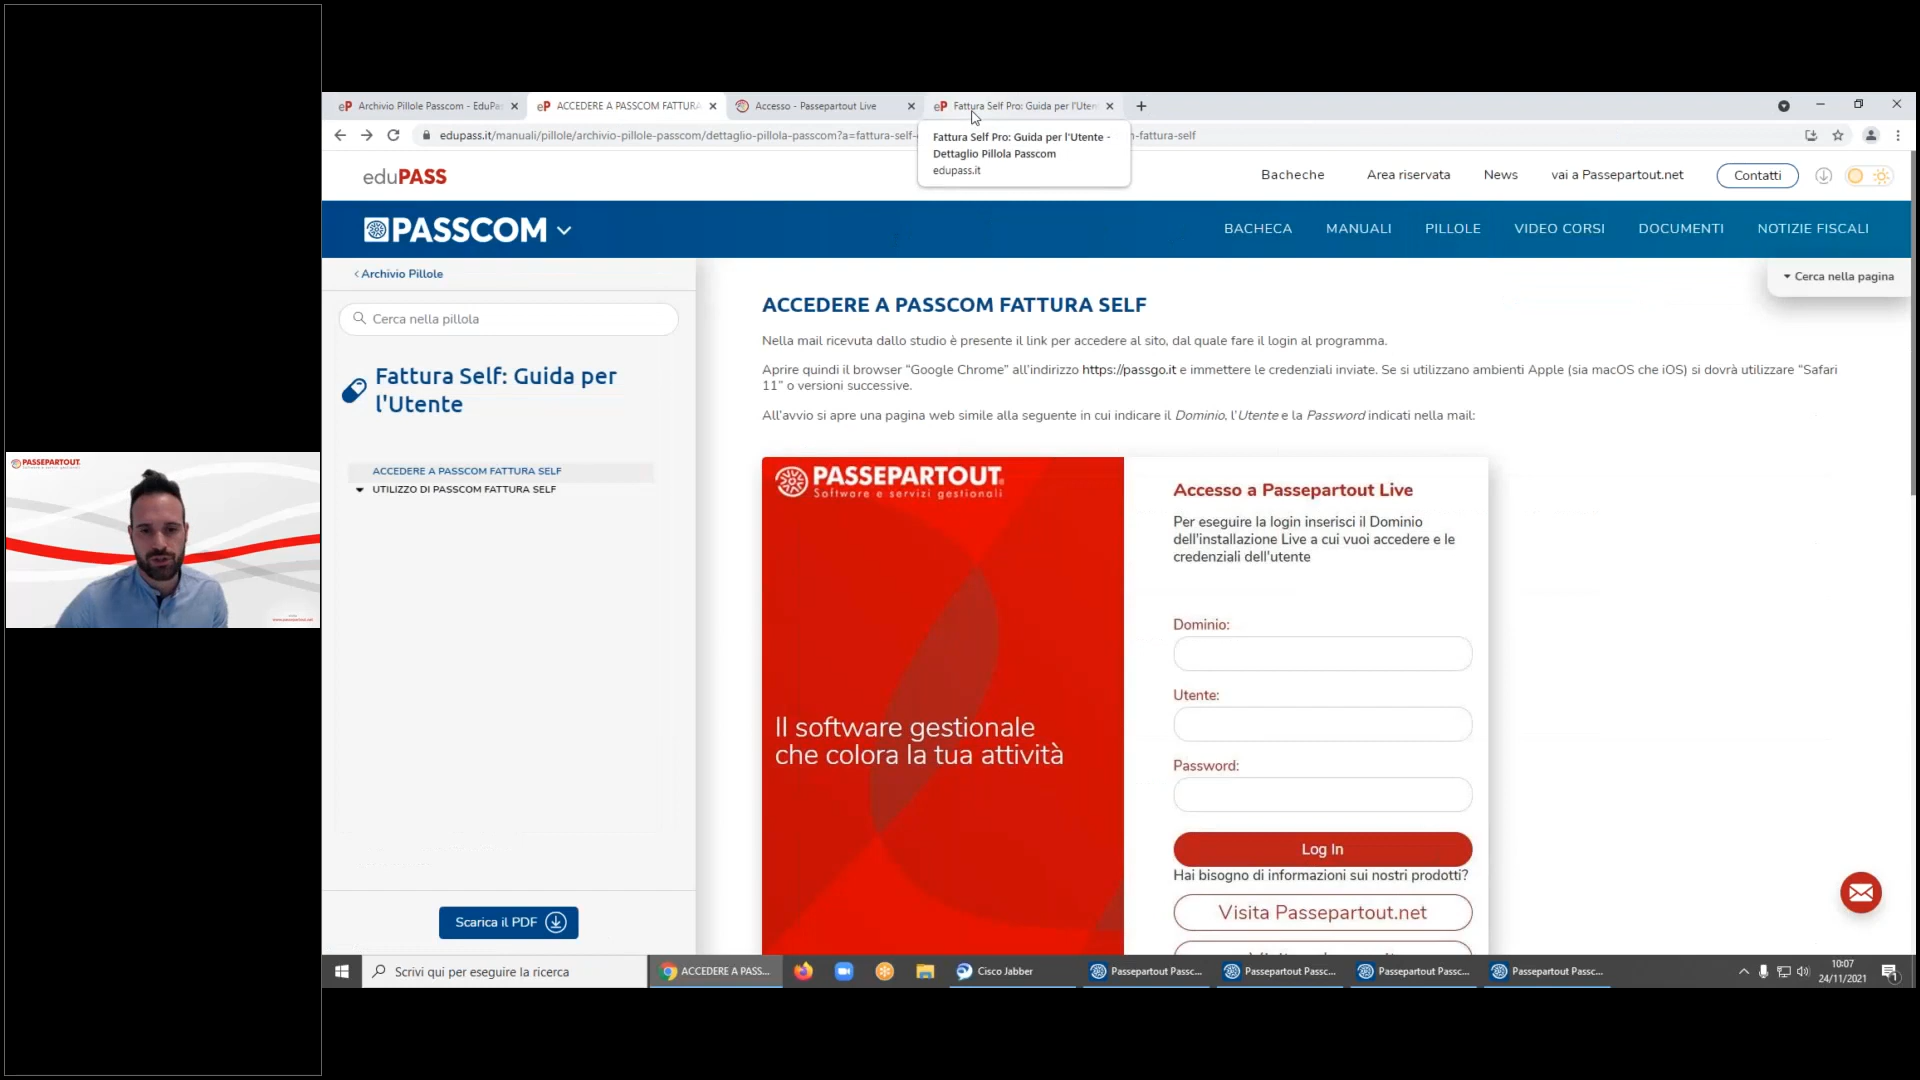 Archivio Pillole Passcom - EduPa
ACCEDERE A PASSCOM FATTURA
Accesso - Passepartout Live
Fattura Self Pro: Guida per l'Uten
edupass.it/manuali/pillole/archivio-pillole-passcom/dettaglio-pillola-passcom?a=fattura-self-
n-fattura-self
Fattura Self Pro: Guida per l'Utente -
Dettaglio Pillola Passcom
edupass.it
eduPASS
Bacheche
Area riservata
News
vai a Passepartout.net
Contatti
PASSCOM
BACHECA
MANUALI
PILLOLE
VIDEO CORSI
DOCUMENTI
NOTIZIE FISCALI
‹ Archivio Pillole
Cerca nella pagina
Cerca nella pillola
Fattura Self: Guida per
l'Utente
ACCEDERE A PASSCOM FATTURA SELF
UTILIZZO DI PASSCOM FATTURA SELF
Scarica il PDF
ACCEDERE A PASSCOM FATTURA SELF
Nella mail ricevuta dallo studio è presente il link per accedere al sito, dal quale fare il login al programma.
Aprire quindi il browser “Google Chrome” all’indirizzo https://passgo.it e immettere le credenziali inviate. Se si utilizzano ambienti Apple (sia macOS che iOS) si dovrà utilizzare “Safari
11” o versioni successive.
All’avvio si apre una pagina web simile alla seguente in cui indicare il Dominio, l’Utente e la Password indicati nella mail:
PASSEPARTOUT
Software e servizi gestionali
Il software gestionale
che colora la tua attività
Accesso a Passepartout Live
Per eseguire la login inserisci il Dominio
dell'installazione Live a cui vuoi accedere e le
credenziali dell'utente
Dominio:
Utente:
Password:
Log In
Hai bisogno di informazioni sui nostri prodotti?
Visita Passepartout.net
PASSEPARTOUT
Scrivi qui per eseguire la ricerca
ACCEDERE A PASS...
Cisco Jabber
Passepartout Passc...
Passepartout Passc...
Passepartout Passc...
Passepartout Passc...
10:07
24/11/2021
1